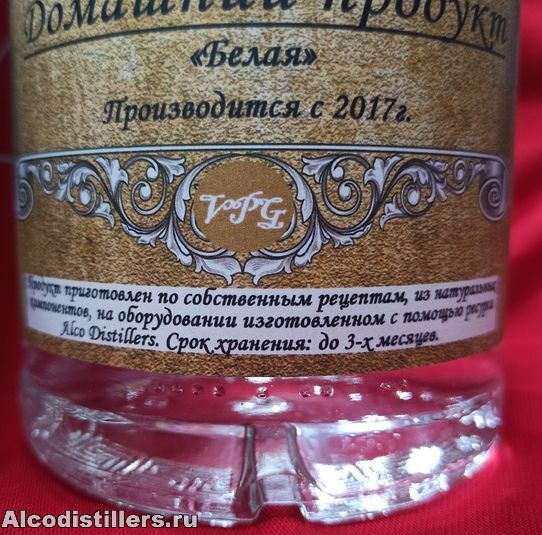 Домашний продукт
«Белая»
Производится с 2017г.
Продукт приготовлен по собственным рецептам, из натуральных
компонентов, на оборудовании изготовленном с помощью ресурса
Alco Distillers. Срок хранения: до 3-х месяцев.
Alcodistillers.ru